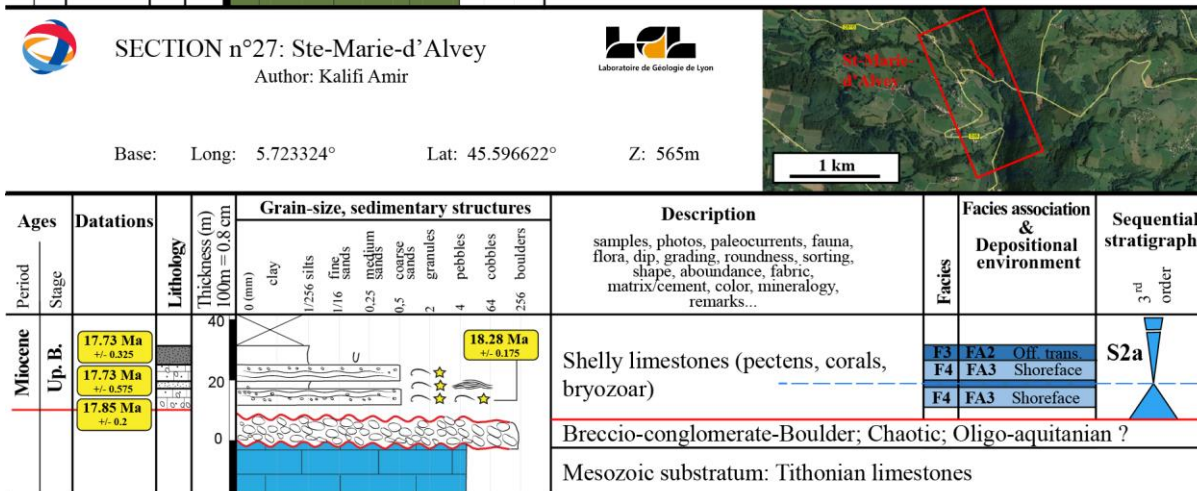 SECTION n°27: Ste-Marie-d'Alvey
Author: Kalifi Amir
LGL
Laboratoire de Géologie de Lyon
St-Marie-
d'Alvey
1 km
Base: Long: 5.723324° Lat: 45.596622° Z: 565m
Ages
Period
Stage
Datations
Lithology
Thickness (m)
100m = 0.8 cm
Grain-size, sedimentary structures
0 (mm)
clay
1/256 silts
1/16 fine sands
0,25 medium sands
0,5 coarse sands
2 granules
4 pebbles
64 cobbles
256 boulders
Description
samples, photos, paleocurrents, fauna,
flora, dip, grading, roundness, sorting,
shape, aboundance, fabric,
matrix/cement, color, mineralogy,
remarks...
Facies
Facies association
&
Depositional
environment
Sequential
stratigraph
3 rd
order
Miocene
Up. B.
17.73 Ma
+/- 0.325
17.73 Ma
+/- 0.575
17.85 Ma
+/- 0.2
40
20
0
18.28 Ma
+/- 0.175
Shelly limestones (pectens, corals,
bryozoar)
F3 FA2 Off. trans.
F4 FA3 Shoreface
F4 FA3 Shoreface
S2a
Breccio-conglomerate-Boulder; Chaotic; Oligo-aquitanian ?
Mesozoic substratum: Tithonian limestones